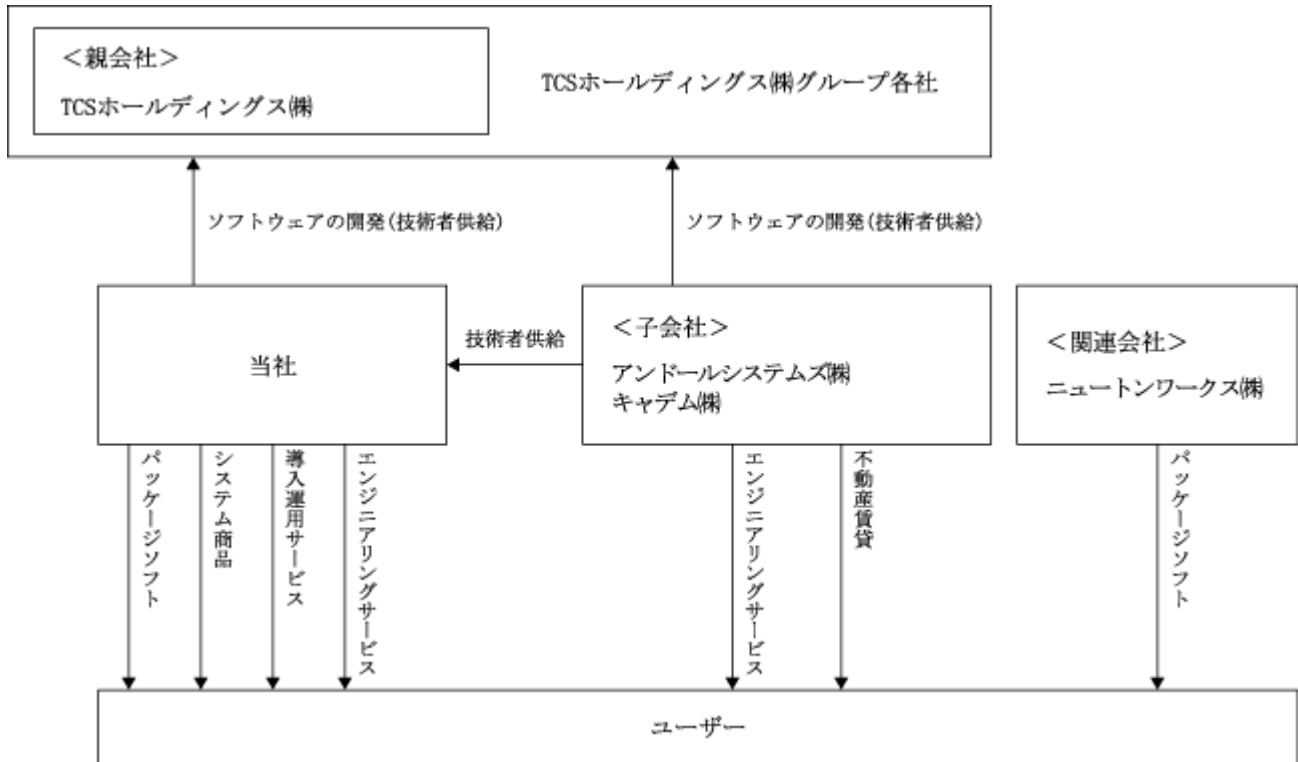 ＜親会社＞
TCSホールディングス㈱
TCSホールディングス㈱グループ各社
ソフトウェアの開発(技術者供給)
ソフトウェアの開発(技術者供給)
当社
技術者供給
＜子会社＞
アンドールシステムズ㈱
キャデム㈱
＜関連会社＞
ニュートンワークス㈱
パッケージソフト
システム商品
導入運用サービス
エンジニアリングサービス
エンジニアリングサービス
不動産賃貸
パッケージソフト
ユーザー